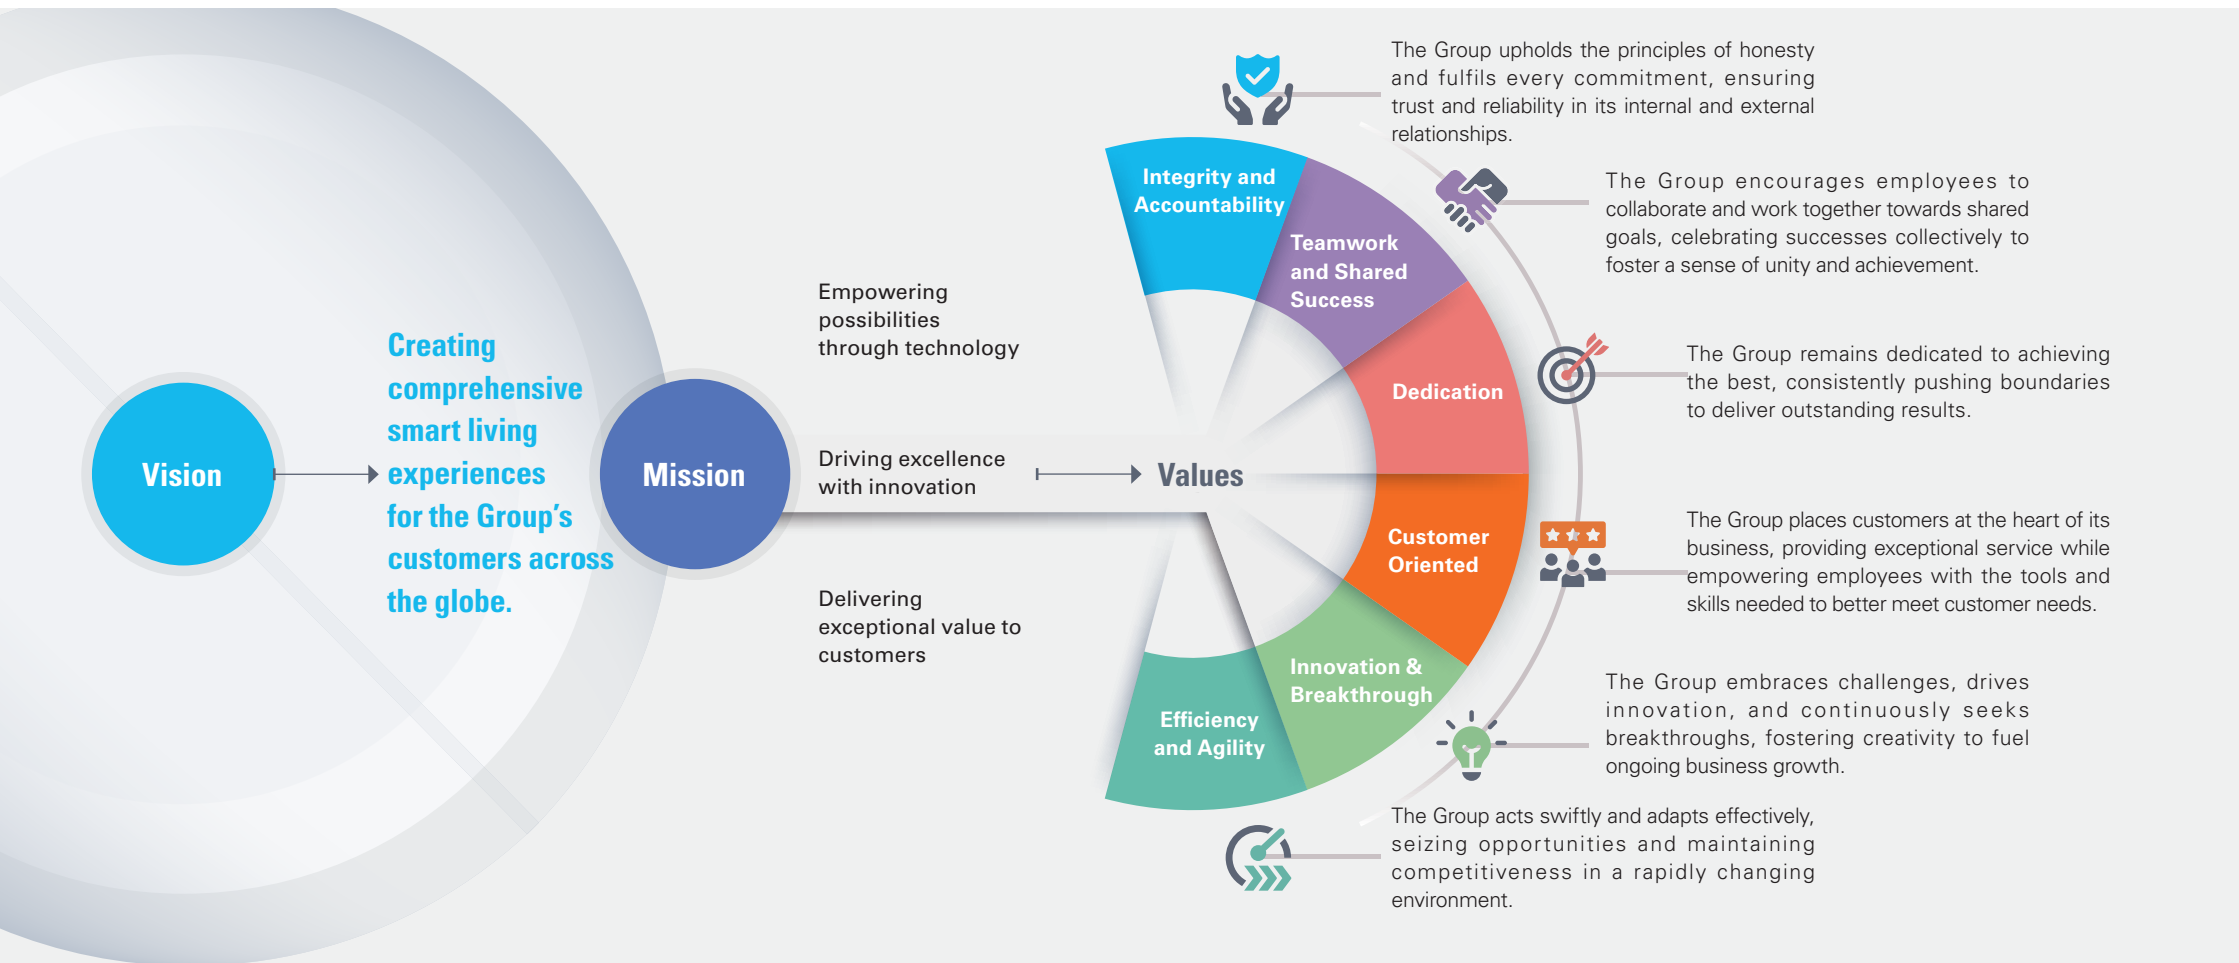 Vision
Creating
comprehensive
smart living
experiences
for the Group's
customers across
the globe.
Mission
Empowering
possibilities
through technology
Driving excellence
with innovation
Delivering
exceptional value to
customers
Values
Integrity and
Accountability
The Group upholds the principles of honesty
and fulfils every commitment, ensuring
trust and reliability in its internal and external
relationships.
Teamwork
and Shared
Success
The Group encourages employees to
collaborate and work together towards shared
goals, celebrating successes collectively to
foster a sense of unity and achievement.
Dedication
The Group remains dedicated to achieving
the best, consistently pushing boundaries
to deliver outstanding results.
Customer
Oriented
The Group places customers at the heart of its
business, providing exceptional service while
empowering employees with the tools and
skills needed to better meet customer needs.
Innovation &
Breakthrough
The Group embraces challenges, drives
innovation, and continuously seeks
breakthroughs, fostering creativity to fuel
ongoing business growth.
Efficiency
and Agility
The Group acts swiftly and adapts effectively,
seizing opportunities and maintaining
competitiveness in a rapidly changing
environment.